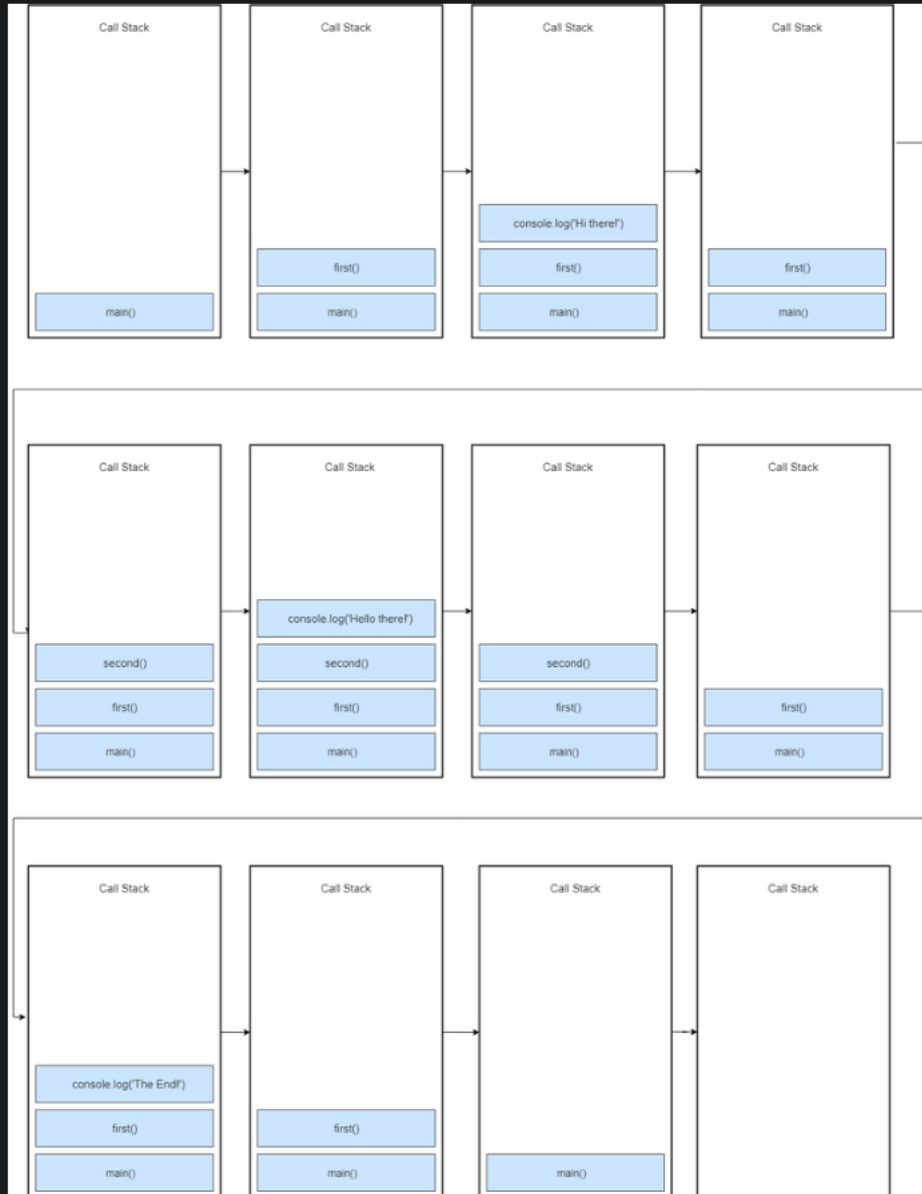 Call Stack
Call Stack
Call Stack
Call Stack
console.log('Hi there!')
first()
first()
first()
main()
main()
main()
main()
Call Stack
Call Stack
Call Stack
Call Stack
console.log('Hello there!')
second()
second()
second()
first()
first()
first()
first()
main()
main()
main()
main()
Call Stack
Call Stack
Call Stack
Call Stack
console.log('The End!')
first()
first()
main()
main()
main()